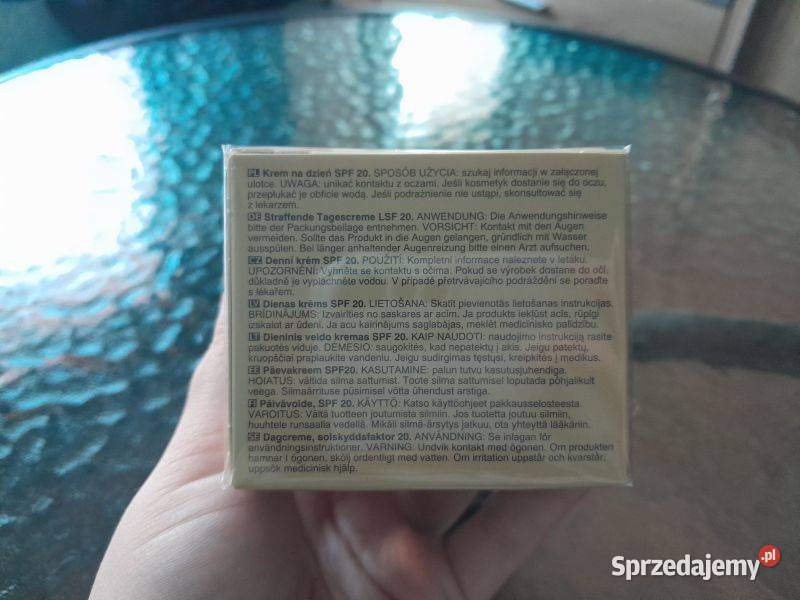 PL Krem na dzień SPF 20. SPOSÓB UŻYCIA: szukaj informacji w załączonej
ulotce. UWAGA: unikać kontaktu z oczami. Jeśli kosmetyk dostanie się do oczu,
przepłukać je obficie wodą. Jeśli podrażnienie nie ustąpi, skonsultować się
z lekarzem.
DE Straffende Tagescreme LSF 20. ANWENDUNG: Die Anwendungshinweise
bitte der Packungsbeilage entnehmen. VORSICHT: Kontakt mit den Augen
vermeiden. Sollte das Produkt in die Augen gelangen, gründlich mit Wasser
ausspülen. Bei länger anhaltender Augenreizung bitte einen Arzt aufsuchen.
CZ Denní krém SPF 20. POUŽITÍ: Kompletní informace naleznete v letáku.
UPOZORNĚNÍ: Vyhněte se kontaktu s očima. Pokud se výrobek dostane do očí,
důkladně je vypláchněte vodou. V případě přetrvávajícího podráždění se poraďte
s lékařem.
LV Dienas krēms SPF 20. LIETOŠANA: Skatīt pievienotās lietošanas instrukcijas.
BRĪDINĀJUMS: Izvairīties no saskares ar acīm. Ja produkts iekļūst acīs, rūpīgi
izskalot ar ūdeni. Ja acu kairinājums saglabājas, meklēt medicīnisko palīdzību.
LT Dieninis veido kremas SPF 20. KAIP NAUDOTI: naudojimo instrukciją rasite
pakuotės viduje. DĖMESIO: saugokitės, kad nepatektų į akis. Jeigu patektų,
kruopščiai praplaukite vandeniu. Jeigu sudirgimas tęstųsi, kreipkitės į medikus.
EE Päevakreem SPF20. KASUTAMINE: palun tutvu kasutusjuhendiga.
HOIATUS: väldida silma sattumist. Toote silma sattumisel loputada põhjalikult
veega. Silmaärrituse püsimisel võtta ühendust arstiga.
FI Päivävoide, SPF 20. KÄYTTÖ: Katso käyttöohjeet pakkausselosteesta.
VAROITUS: Vältä tuotteen joutumista silmiin. Jos tuotetta joutuu silmiin,
huuhtele runsaalla vedellä. Mikäli silmä-ärsytys jatkuu, ota yhteyttä lääkäriin.
SE Dagcreme, solskyddsfaktor 20. ANVÄNDNING: Se inlagan för
användningsinstruktioner. VARNING: Undvik kontakt med ögonen. Om produkten
hamnar i ögonen, skölj ordentligt med vatten. Om irritation uppstår och kvarstår,
uppsök medicinsk hjälp.
Sprzedajemy.pl